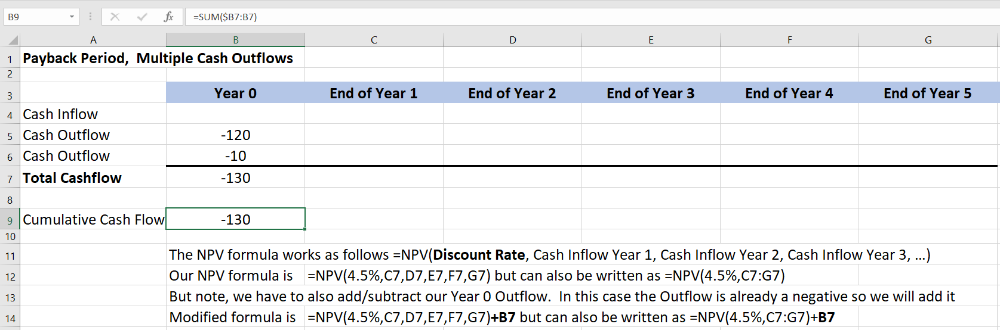 B9 fx =SUM($B7:B7)
A B C D E F G
1 Payback Period,  Multiple Cash Outflows
2
3 Year 0 End of Year 1 End of Year 2 End of Year 3 End of Year 4 End of Year 5
4 Cash Inflow
5 Cash Outflow -120
6 Cash Outflow -10
7 Total Cashflow -130
8
9 Cumulative Cash Flow -130
10
11 The NPV formula works as follows =NPV(Discount Rate, Cash Inflow Year 1, Cash Inflow Year 2, Cash Inflow Year 3, ...)
12 Our NPV formula is =NPV(4.5%,C7,D7,E7,F7,G7) but can also be written as =NPV(4.5%,C7:G7)
13 But note, we have to also add/subtract our Year 0 Outflow.  In this case the Outflow is already a negative so we will add it
14 Modified formula is =NPV(4.5%,C7,D7,E7,F7,G7)+B7 but can also be written as =NPV(4.5%,C7:G7)+B7